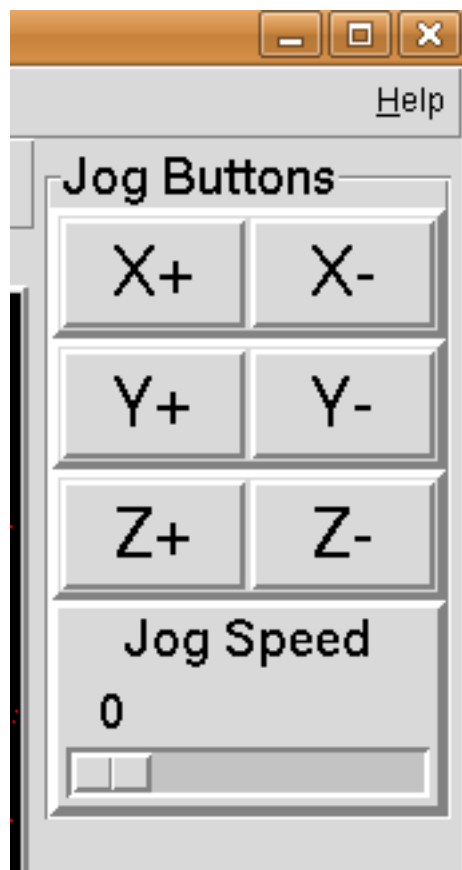 Help
Jog Buttons
X+ X-
Y+ Y-
Z+ Z-
Jog Speed
0